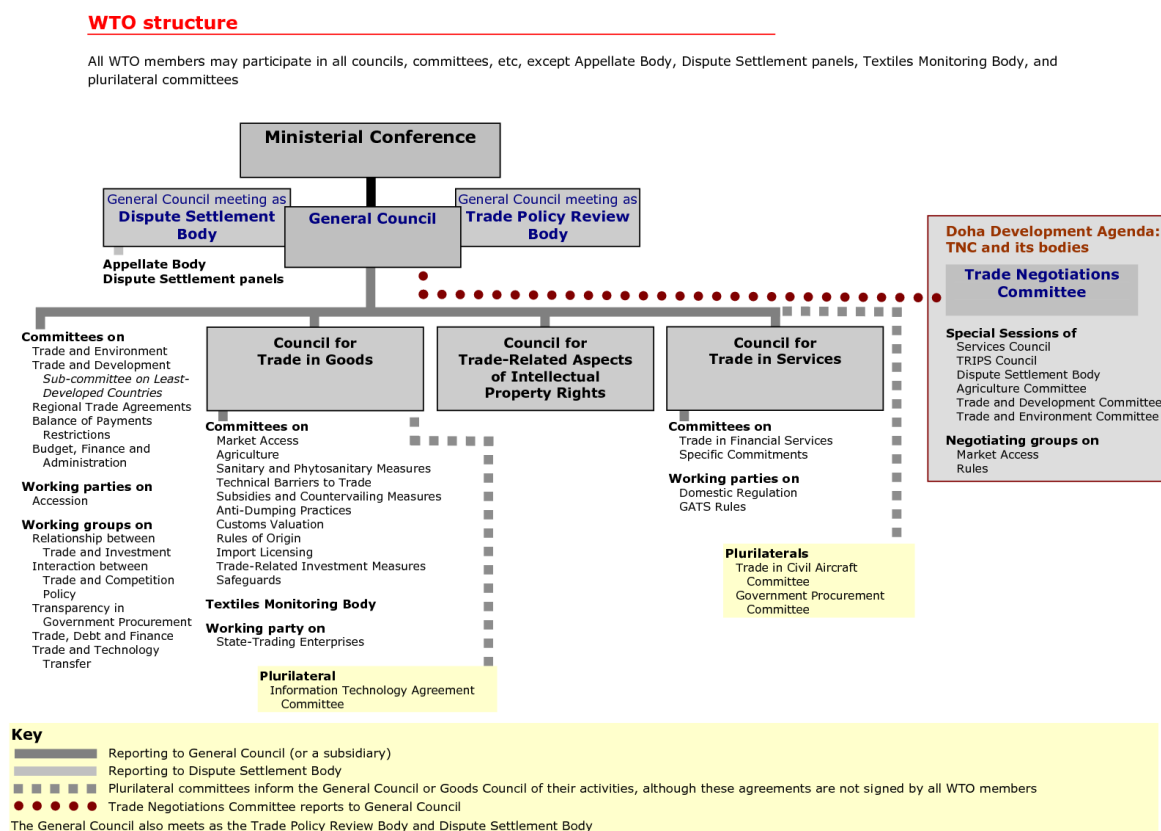 WTO structure
All WTO members may participate in all councils, committees, etc, except Appellate Body, Dispute Settlement panels, Textiles Monitoring Body, and
plurilateral committees
Ministerial Conference
General Council meeting as
Dispute Settlement
Body
General Council
General Council meeting as
Trade Policy Review
Body
Appellate Body
Dispute Settlement panels
Doha Development Agenda:
TNC and its bodies
Trade Negotiations
Committee
Special Sessions of
Services Council
TRIPS Council
Dispute Settlement Body
Agriculture Committee
Trade and Development Committee
Trade and Environment Committee
Negotiating groups on
Market Access
Rules
Committees on
Trade and Environment
Trade and Development
Sub-committee on Least-
Developed Countries
Regional Trade Agreements
Balance of Payments
Restrictions
Budget, Finance and
Administration
Working parties on
Accession
Working groups on
Relationship between
Trade and Investment
Interaction between
Trade and Competition
Policy
Transparency in
Government Procurement
Trade, Debt and Finance
Trade and Technology
Transfer
Council for
Trade in Goods
Committees on
Market Access
Agriculture
Sanitary and Phytosanitary Measures
Technical Barriers to Trade
Subsidies and Countervailing Measures
Anti-Dumping Practices
Customs Valuation
Rules of Origin
Import Licensing
Trade-Related Investment Measures
Safeguards
Textiles Monitoring Body
Working party on
State-Trading Enterprises
Plurilateral
Information Technology Agreement
Committee
Council for
Trade-Related Aspects
of Intellectual
Property Rights
Council for
Trade in Services
Committees on
Trade in Financial Services
Specific Commitments
Working parties on
Domestic Regulation
GATS Rules
Plurilaterals
Trade in Civil Aircraft
Committee
Government Procurement
Committee
Key
Reporting to General Council (or a subsidiary)
Reporting to Dispute Settlement Body
Plurilateral committees inform the General Council or Goods Council of their activities, although these agreements are not signed by all WTO members
Trade Negotiations Committee reports to General Council
The General Council also meets as the Trade Policy Review Body and Dispute Settlement Body